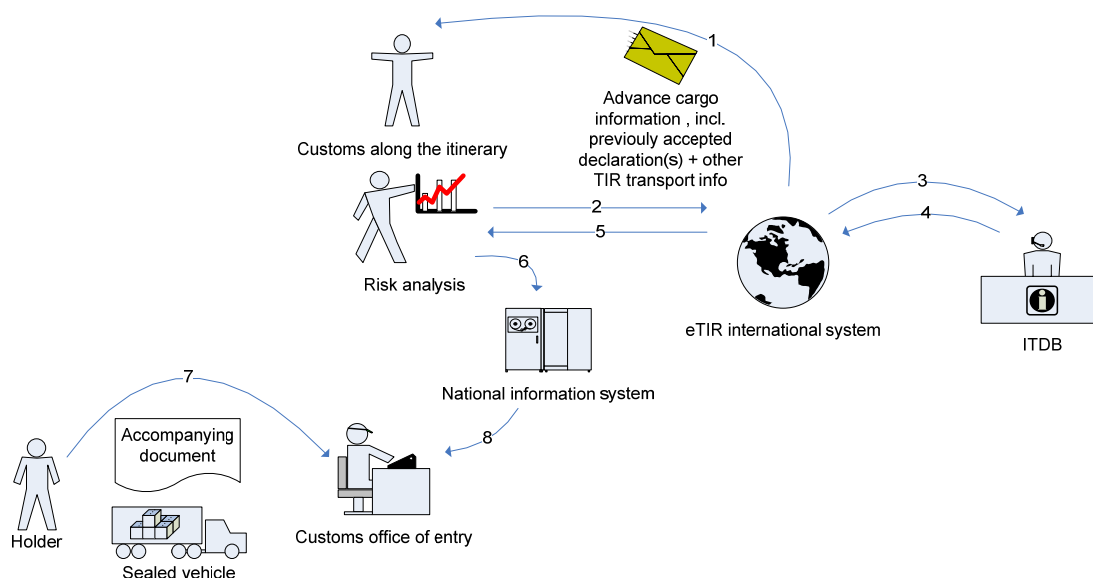 1
Advance cargo
information , incl.
previouly accepted
declaration(s) + other
TIR transport info
Customs along the itinerary
2
3
4
5
Risk analysis
6
eTIR international system
i
ITDB
National information system
7
8
Accompanying
document
Holder
Sealed vehicle
Customs office of entry